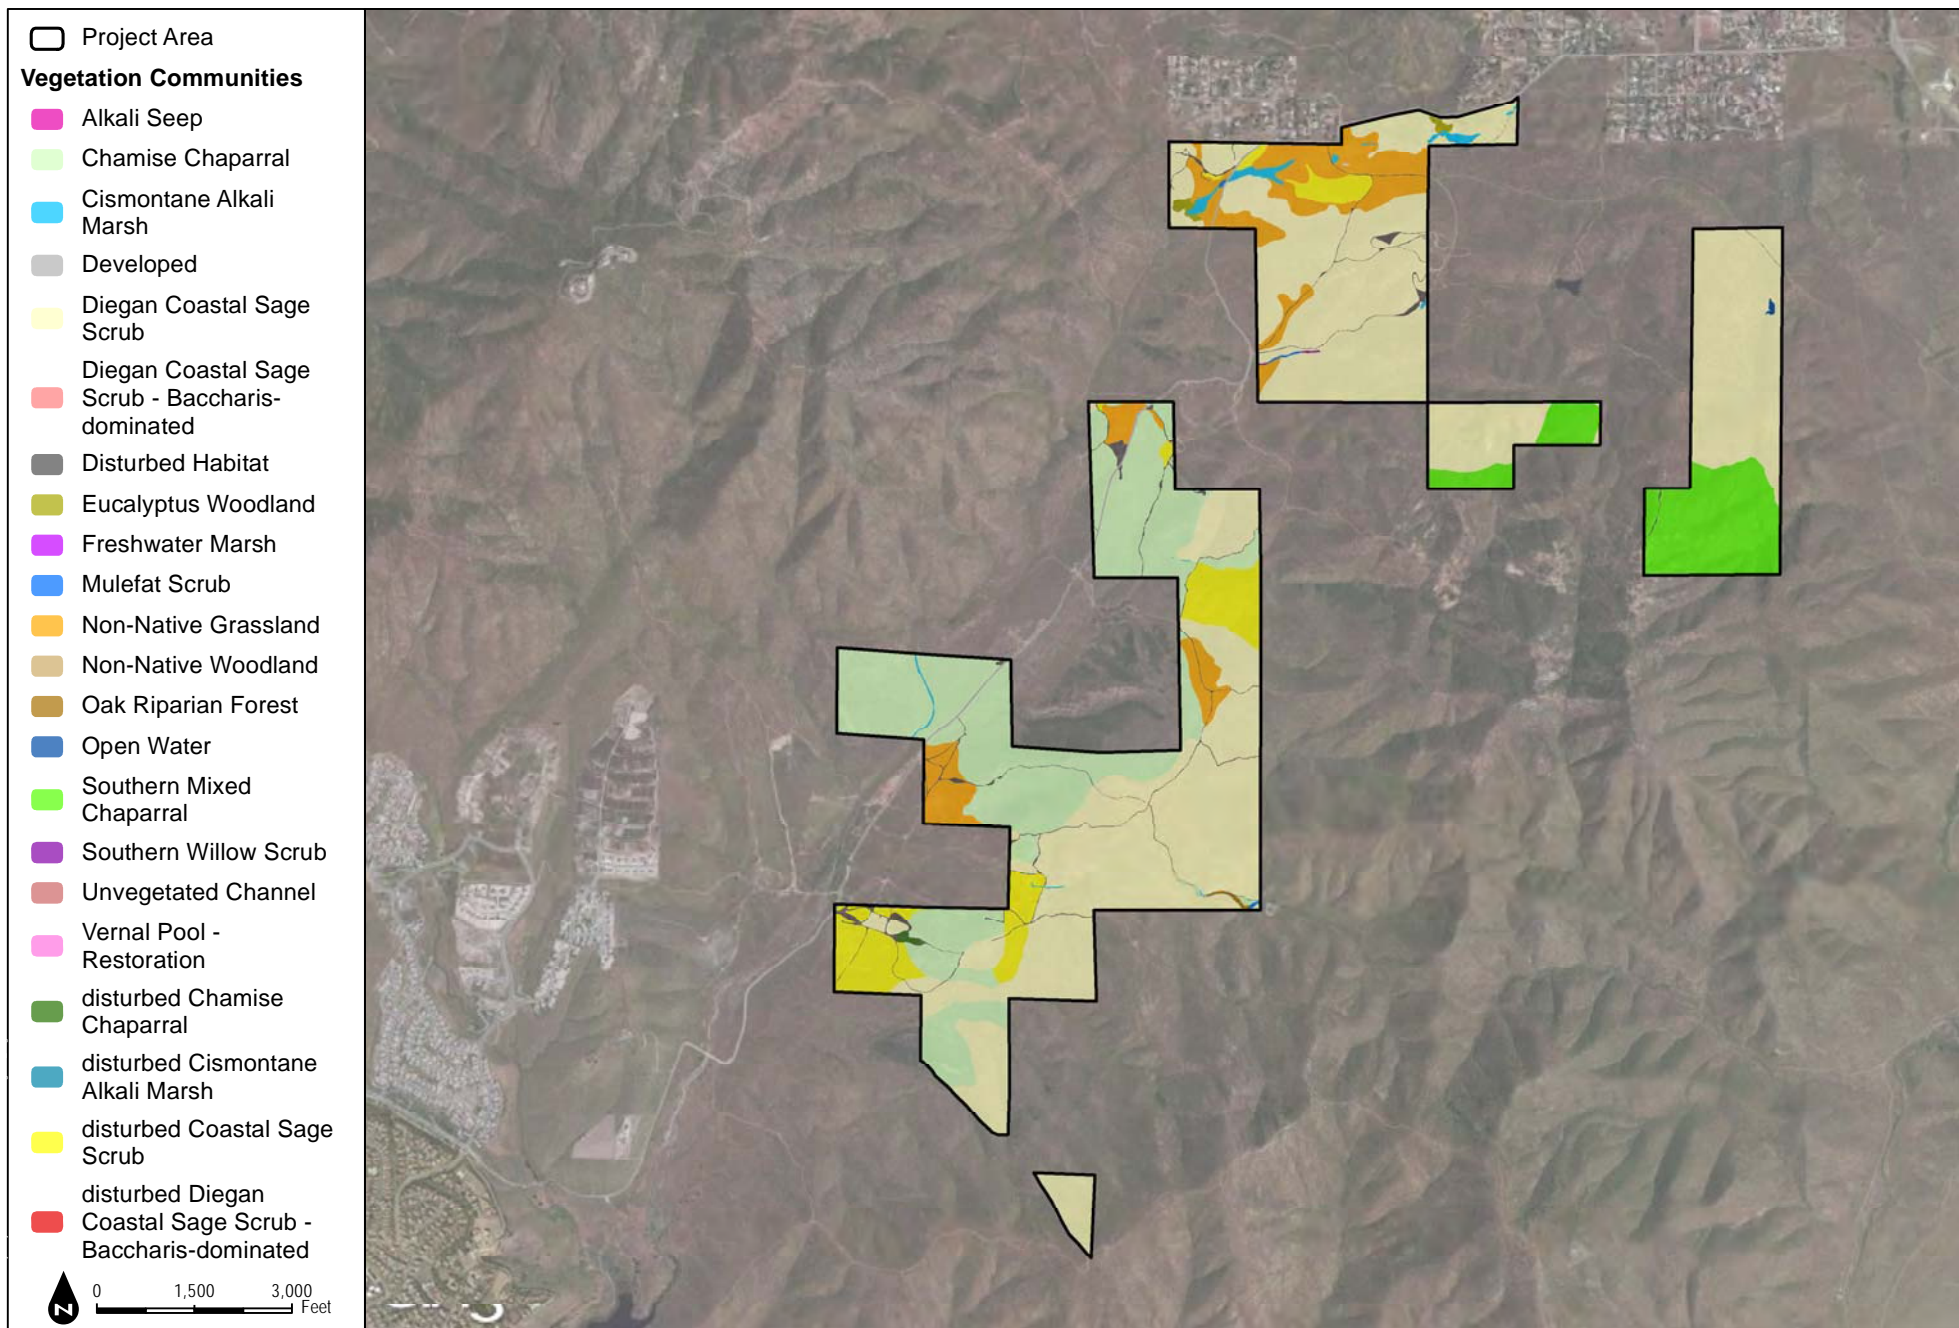 Project Area
Vegetation Communities
Alkali Seep
Chamise Chaparral
Cismontane Alkali
Marsh
Developed
Diegan Coastal Sage
Scrub
Diegan Coastal Sage
Scrub - Baccharis-
dominated
Disturbed Habitat
Eucalyptus Woodland
Freshwater Marsh
Mulefat Scrub
Non-Native Grassland
Non-Native Woodland
Oak Riparian Forest
Open Water
Southern Mixed
Chaparral
Southern Willow Scrub
Unvegetated Channel
Vernal Pool -
Restoration
disturbed Chamise
Chaparral
disturbed Cismontane
Alkali Marsh
disturbed Coastal Sage
Scrub
disturbed Diegan
Coastal Sage Scrub -
Baccharis-dominated
N
0 1,500 3,000
Feet